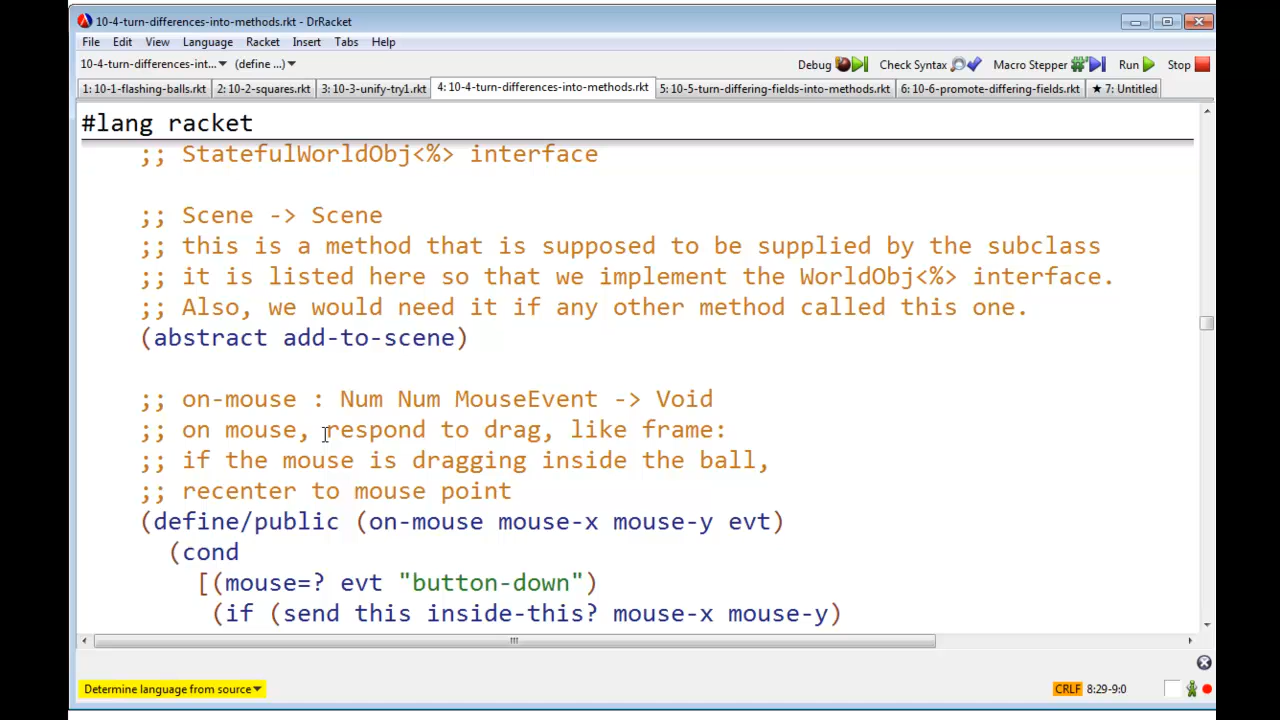 10-4-turn-differences-into-methods.rkt - DrRacket
File Edit View Language Racket Insert Tabs Help
10-4-turn-differences-int... (define ...) Debug Check Syntax Macro Stepper Run Stop
1: 10-1-flashing-balls.rkt 2: 10-2-squares.rkt 3: 10-3-unify-try1.rkt 4: 10-4-turn-differences-into-methods.rkt 5: 10-5-turn-differing-fields-into-methods.rkt 6: 10-6-promote-differing-fields.rkt ★ 7: Untitled
#lang racket
;; StatefulWorldObj<%> interface
;; Scene -> Scene
;; this is a method that is supposed to be supplied by the subclass
;; it is listed here so that we implement the WorldObj<%> interface.
;; Also, we would need it if any other method called this one.
(abstract add-to-scene)
;; on-mouse : Num Num MouseEvent -> Void
;; on mouse, respond to drag, like frame:
;; if the mouse is dragging inside the ball,
;; recenter to mouse point
(define/public (on-mouse mouse-x mouse-y evt)
(cond
[(mouse=? evt "button-down")
(if (send this inside-this? mouse-x mouse-y)
Determine language from source CRLF 8:29-9:0